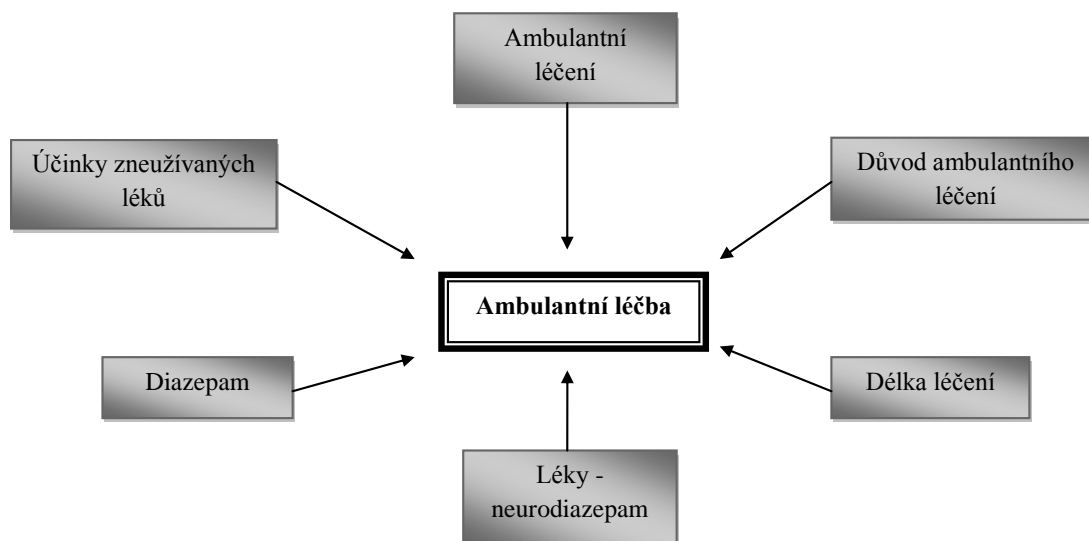 Ambulantní
léčení
Účinky zneužívaných
léků
Důvod ambulantního
léčení
Ambulantní léčba
Diazepam
Délka léčení
Léky -
neurodiazepam